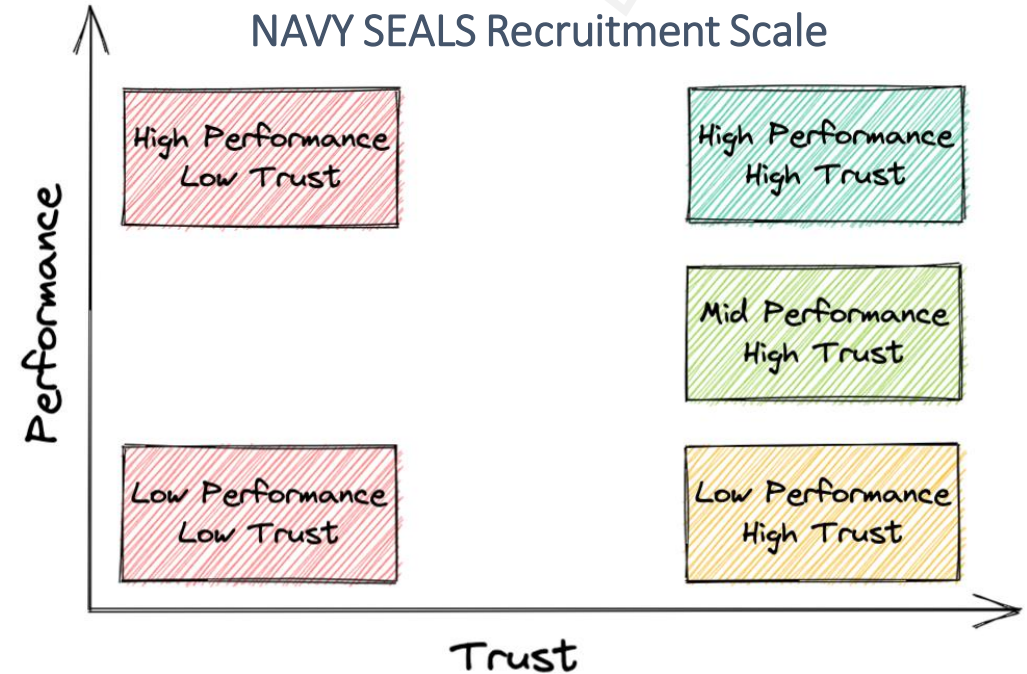 NAVY SEALS Recruitment Scale
High Performance
Low Trust
High Performance
High Trust
Performance
Mid Performance
High Trust
Low Performance
Low Trust
Low Performance
High Trust
Trust